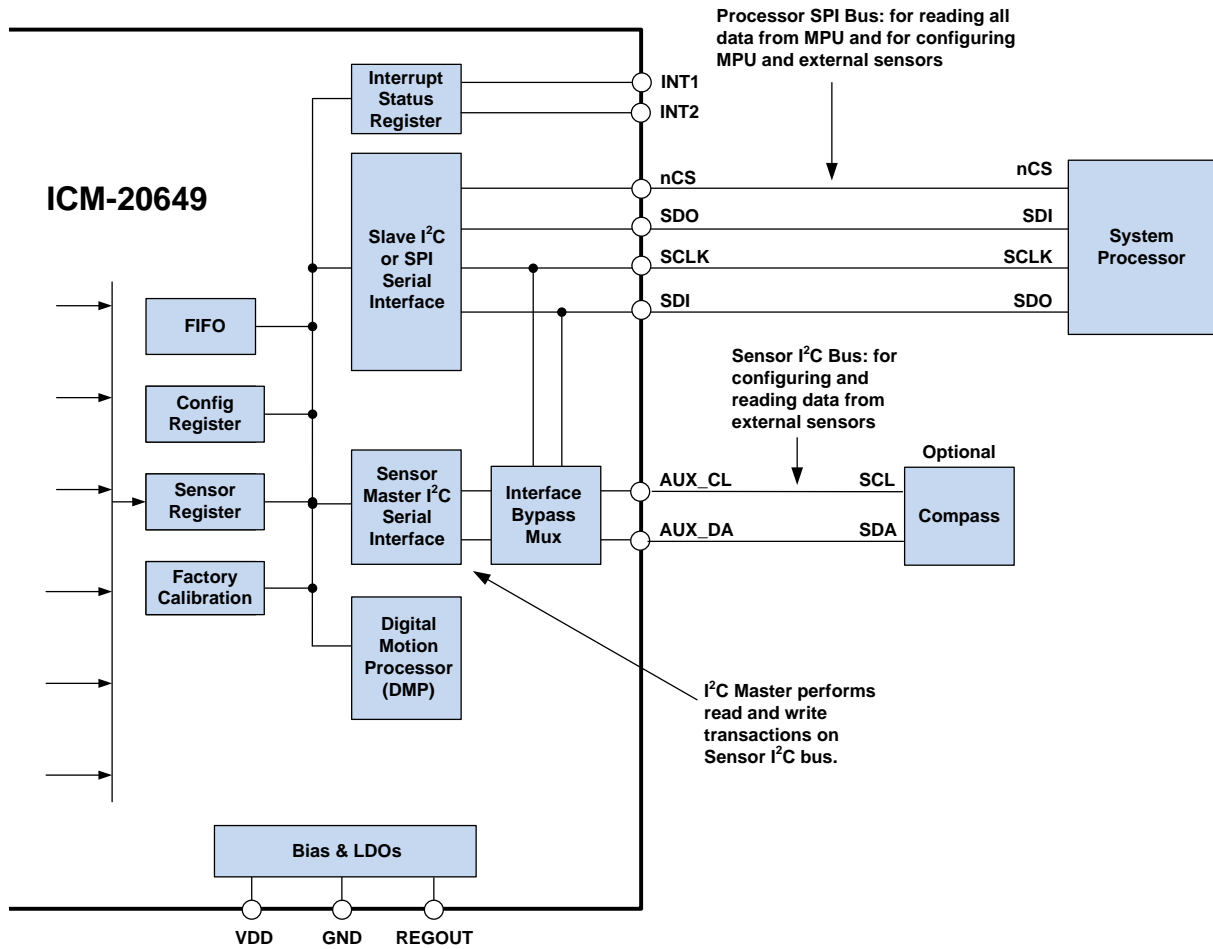 Processor SPI Bus: for reading all
data from MPU and for configuring
MPU and external sensors
Interrupt
Status
Register
INT1
INT2
ICM-20649
Slave I²C
or SPI
Serial
Interface
nCS
SDO
SCLK
SDI
nCS
SDI
SCLK
SDO
System
Processor
FIFO
Config
Register
Sensor
Register
Factory
Calibration
Sensor I²C Bus: for
configuring and
reading data from
external sensors
Sensor
Master I²C
Serial
Interface
Interface
Bypass
Mux
AUX_CL
AUX_DA
SCL
SDA
Optional
Compass
Digital
Motion
Processor
(DMP)
I²C Master performs
read and write
transactions on
Sensor I²C bus.
Bias & LDOs
VDD
GND
REGOUT